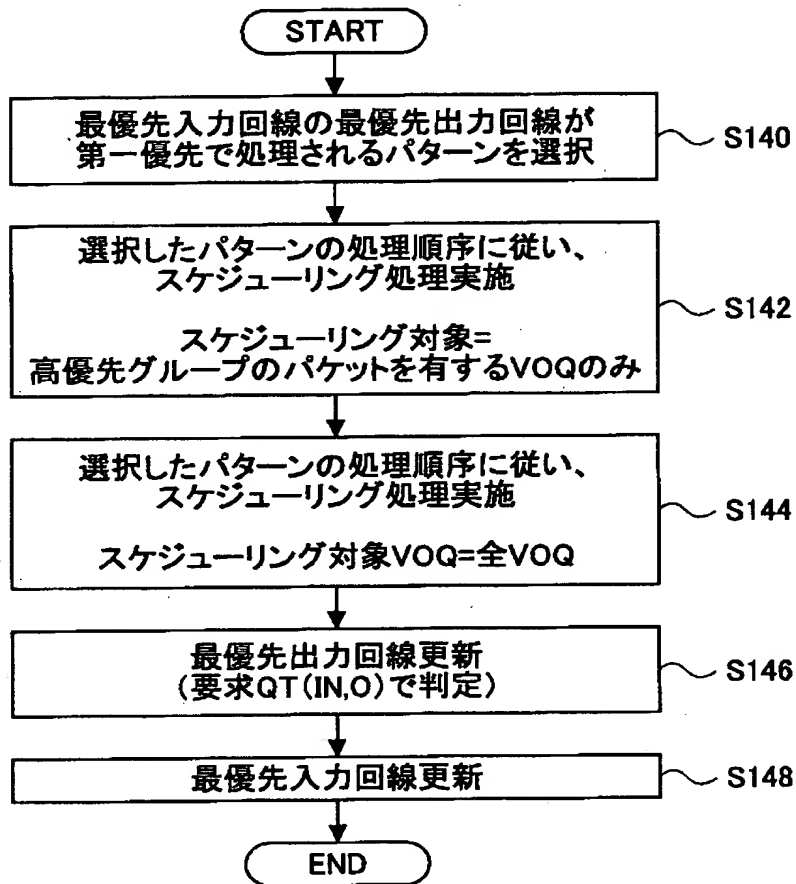 START
最優先入力回線の最優先出力回線が
第一優先で処理されるパターンを選択
S140
選択したパターンの処理順序に従い、
スケジューリング処理実施
スケジューリング対象=
高優先グループのパケットを有するVOQのみ
S142
選択したパターンの処理順序に従い、
スケジューリング処理実施
スケジューリング対象VOQ=全VOQ
S144
最優先出力回線更新
(要求QT(IN,O)で判定)
S146
最優先入力回線更新
S148
END